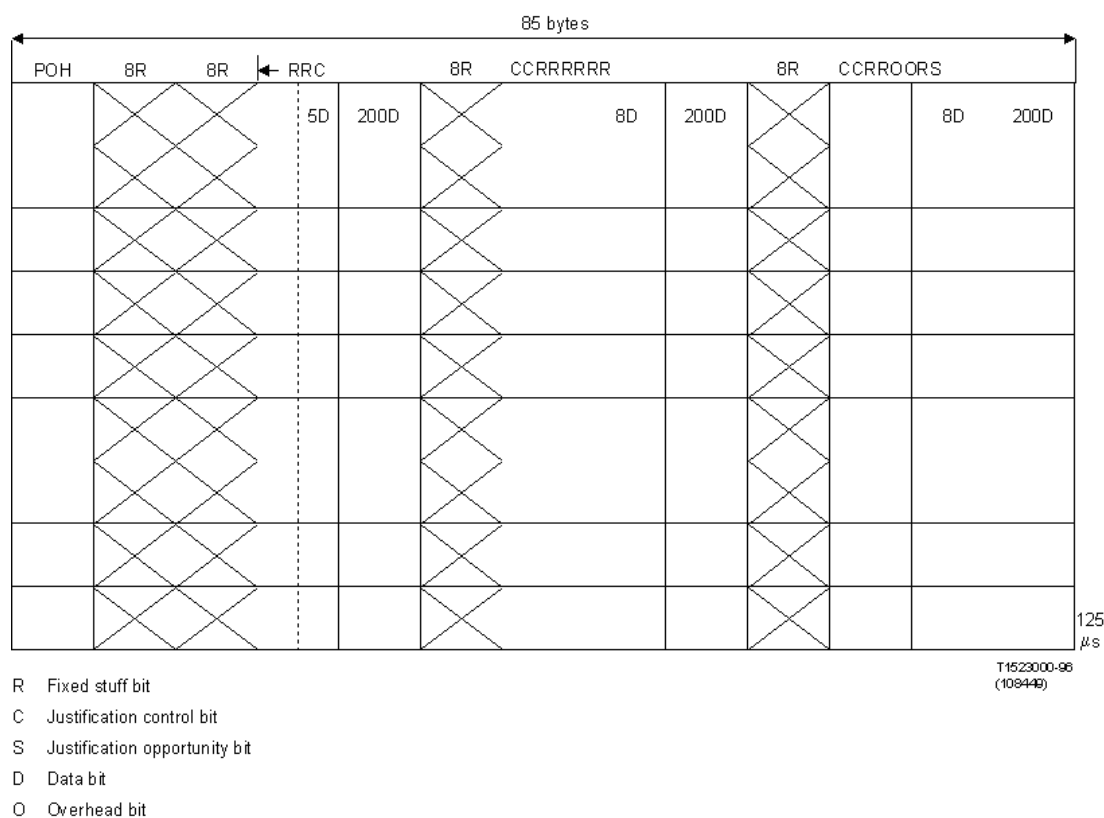 85 bytes
POH 8R 8R RRC 8R CCRRRRRR 8R CCRROORS
5D 200D 8D 200D 8D 200D
125
μs
T1523000-96
(108449)
R Fixed stuff bit
C Justification control bit
S Justification opportunity bit
D Data bit
O Overhead bit